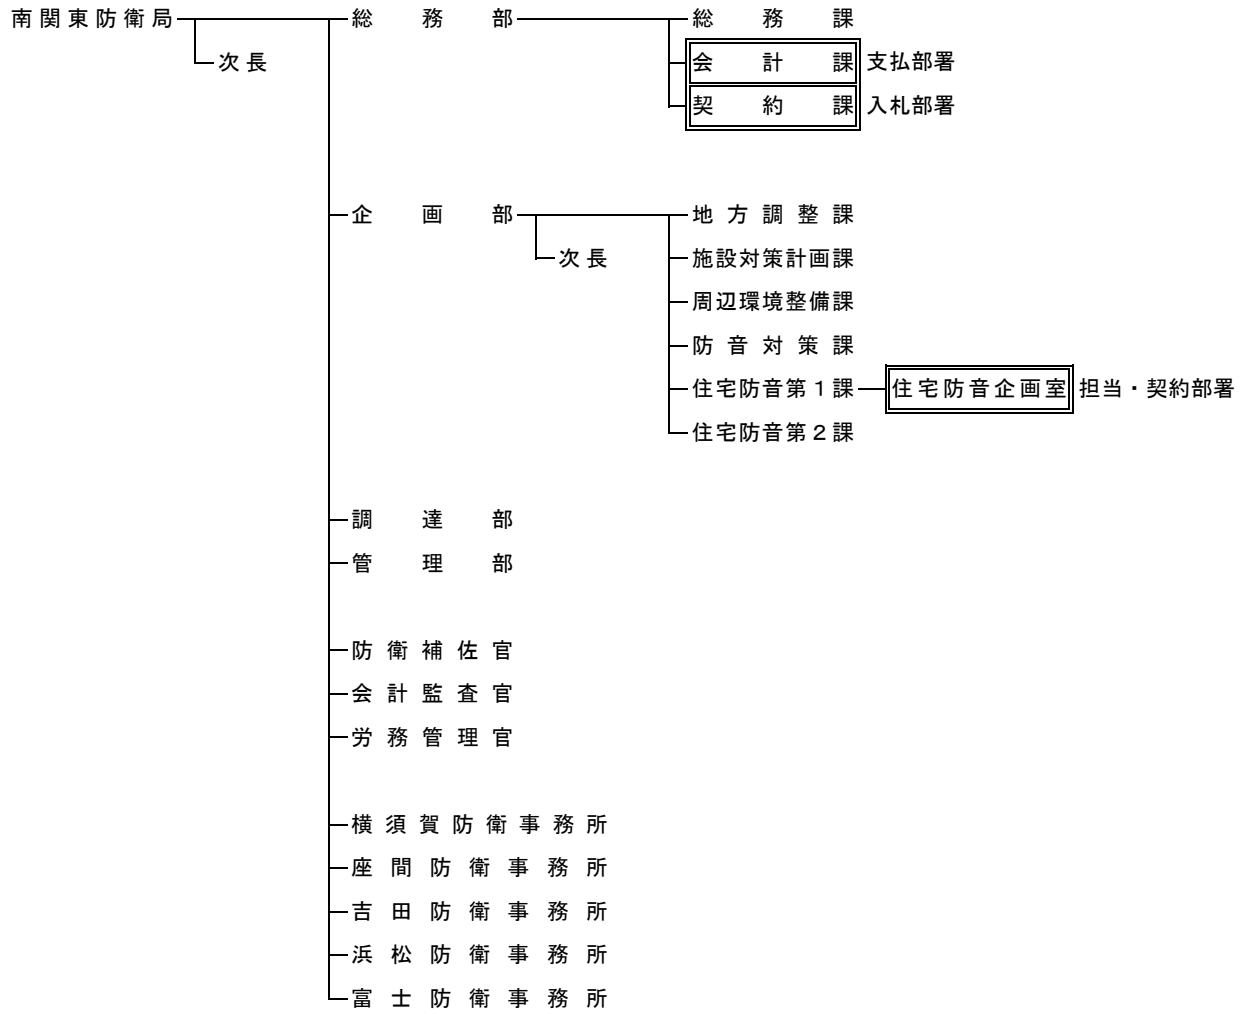 南関東防衛局 総務部 総務課
次長 会計課 支払部署
契約課 入札部署
企画部 地方調整課
次長 施設対策計画課
周辺環境整備課
防音対策課
住宅防音第１課 住宅防音企画室 担当・契約部署
住宅防音第２課
調達部
管理部
防衛補佐官
会計監査官
労務管理官
横須賀防衛事務所
座間防衛事務所
吉田防衛事務所
浜松防衛事務所
富士防衛事務所